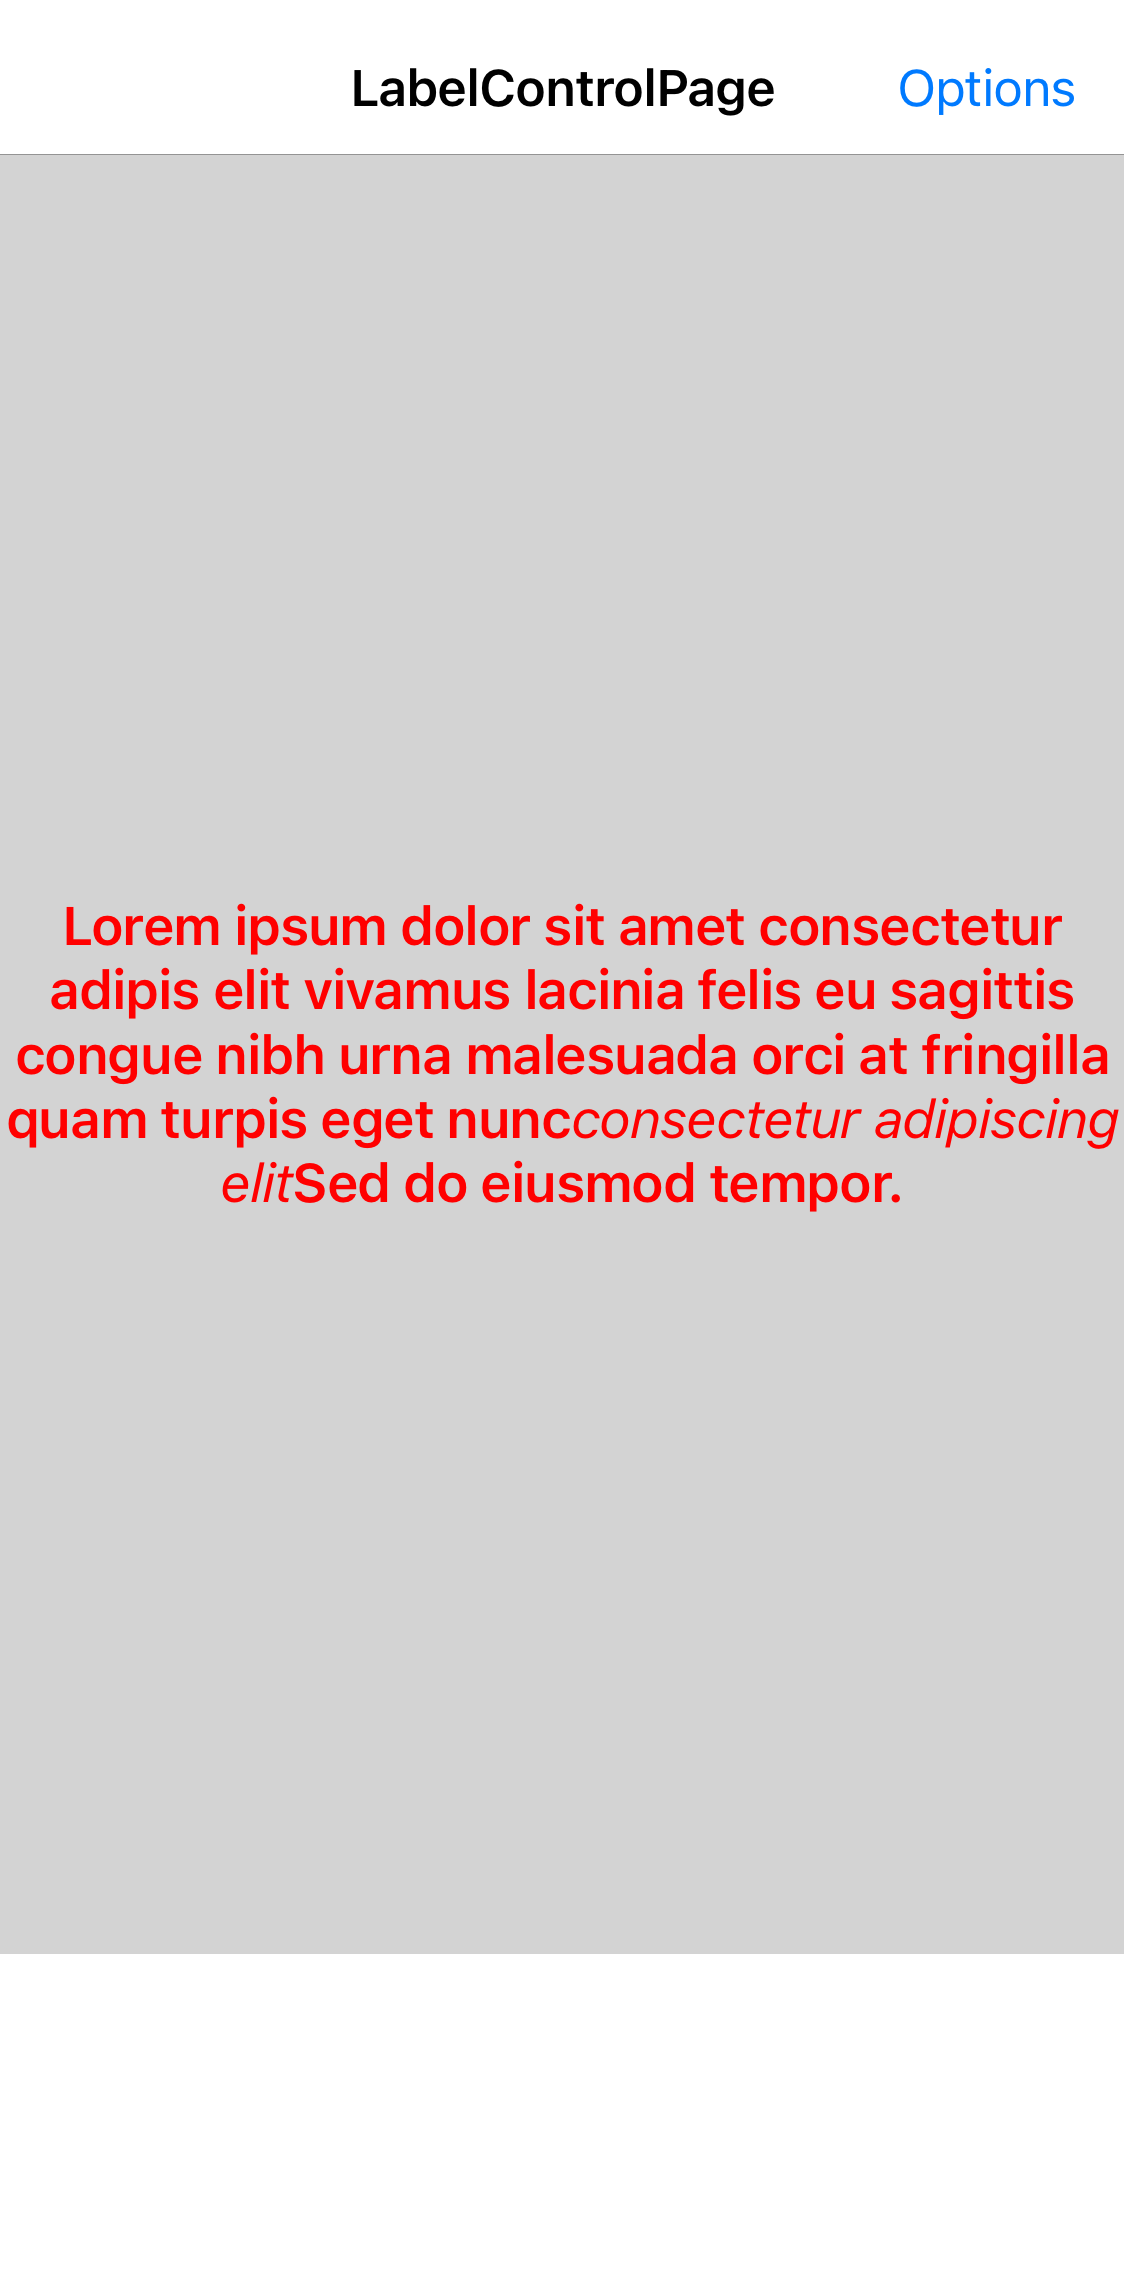 LabelControlPage
Options
Lorem ipsum dolor sit amet consectetur
adipis elit vivamus lacinia felis eu sagittis
congue nibh urna malesuada orci at fringilla
quam turpis eget nuncconsectetur adipiscing
elitSed do eiusmod tempor.